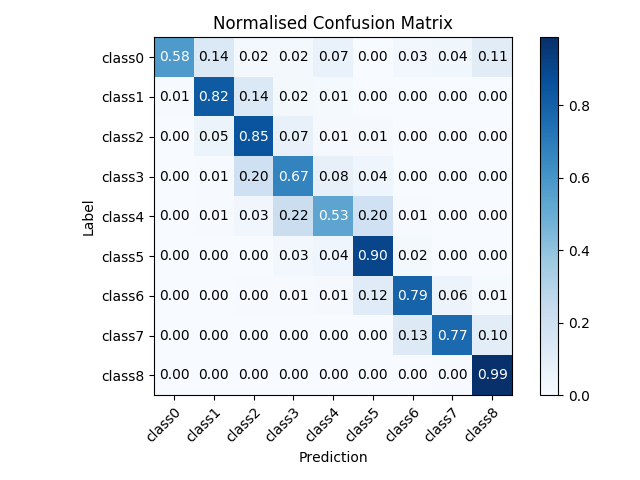 Normalised Confusion Matrix
class0 0.58 0.14 0.02 0.02 0.07 0.00 0.03 0.04 0.11
class1 0.01 0.82 0.14 0.02 0.01 0.00 0.00 0.00 0.00
class2 0.00 0.05 0.85 0.07 0.01 0.01 0.00 0.00 0.00
class3 0.00 0.01 0.20 0.67 0.08 0.04 0.00 0.00 0.00
class4 0.00 0.01 0.03 0.22 0.53 0.20 0.01 0.00 0.00
class5 0.00 0.00 0.00 0.03 0.04 0.90 0.02 0.00 0.00
class6 0.00 0.00 0.00 0.01 0.01 0.12 0.79 0.06 0.01
class7 0.00 0.00 0.00 0.00 0.00 0.00 0.13 0.77 0.10
class8 0.00 0.00 0.00 0.00 0.00 0.00 0.00 0.00 0.99
class0 class1 class2 class3 class4 class5 class6 class7 class8
Prediction
Label
0.8
0.6
0.4
0.2
0.0